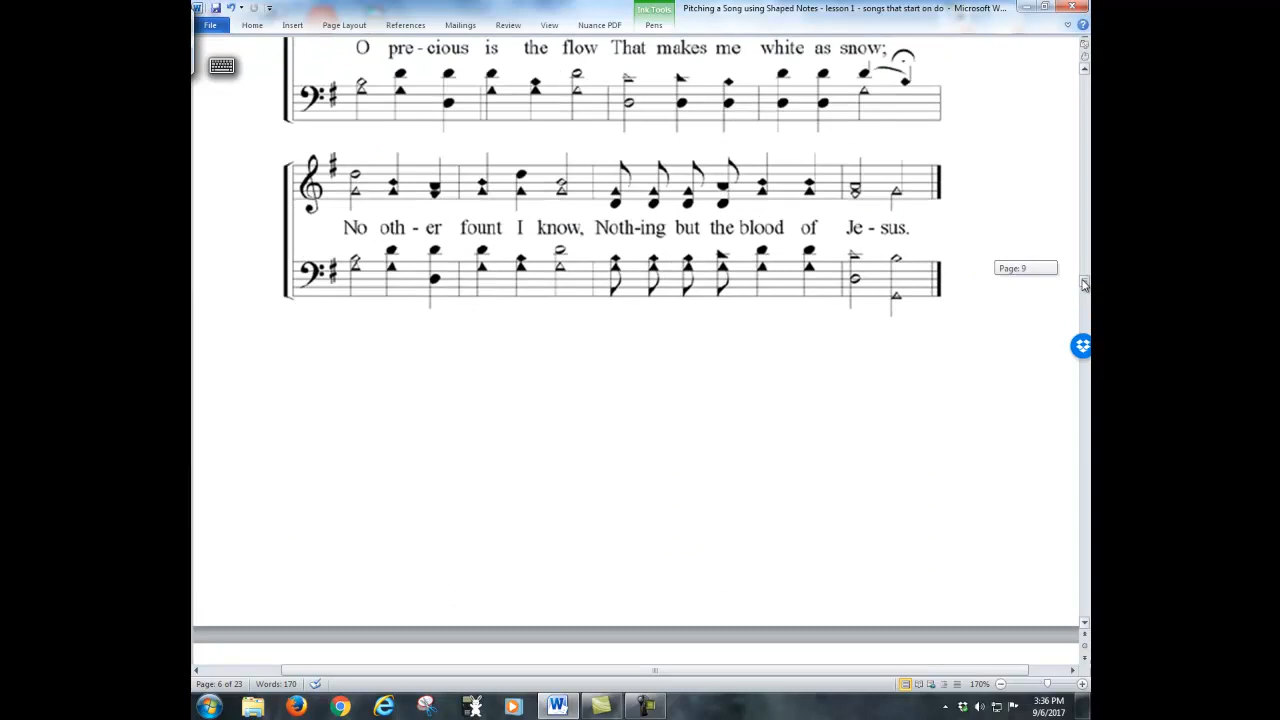 Ink Tools
Pitching a Song using Shaped Notes - lesson 1 - songs that start on do - Microsoft W...
File Home Insert Page Layout References Mailings Review View Nuance PDF Pens
O pre - cious is the flow That makes me white as snow;
No oth - er fount I know, Noth-ing but the blood of Je - sus.
Page: 9
Page: 6 of 23 Words: 170
170%
3:36 PM
9/6/2017